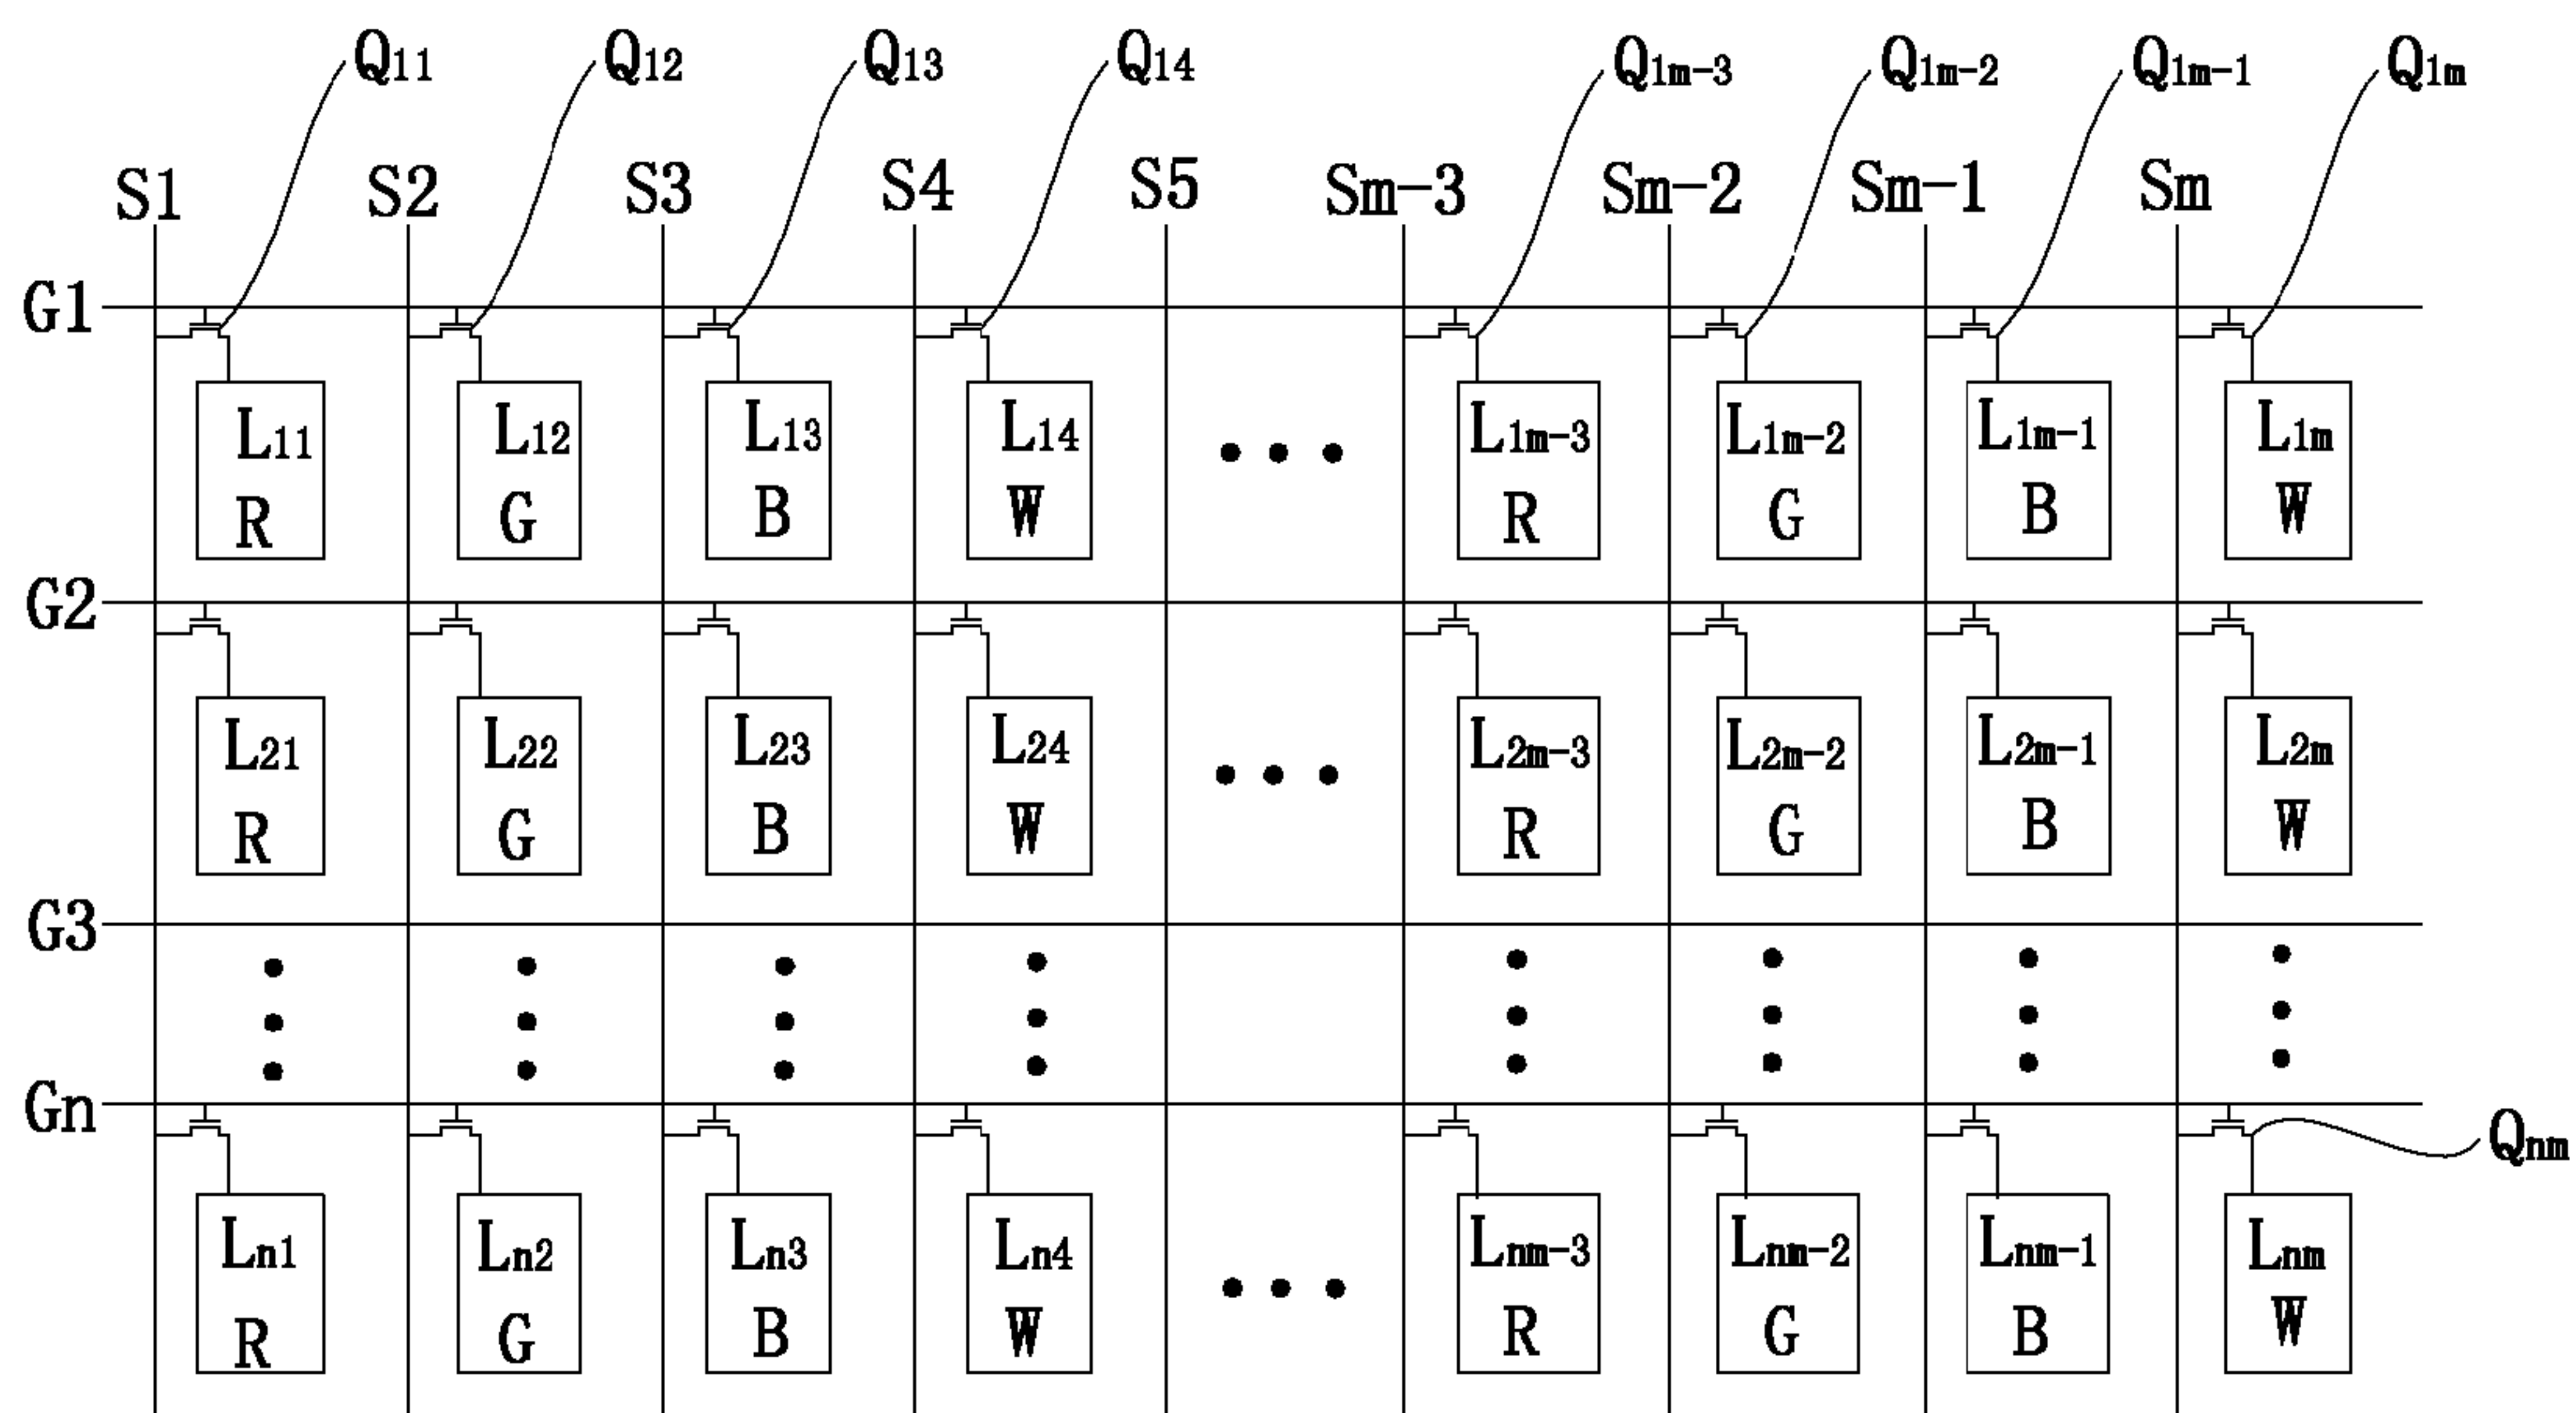 Q11 Q12 Q13 Q14 Q1m-3 Q1m-2 Q1m-1 Q1m
S1 S2 S3 S4 S5 Sm-3 Sm-2 Sm-1 Sm
G1
L11 L12 L13 L14 L1m-3 L1m-2 L1m-1 L1m
R G B W R G B W
G2
L21 L22 L23 L24 L2m-3 L2m-2 L2m-1 L2m
R G B W R G B W
G3
Gn
Qnm
Ln1 Ln2 Ln3 Ln4 Lnm-3 Lnm-2 Lnm-1 Lnm
R G B W R G B W